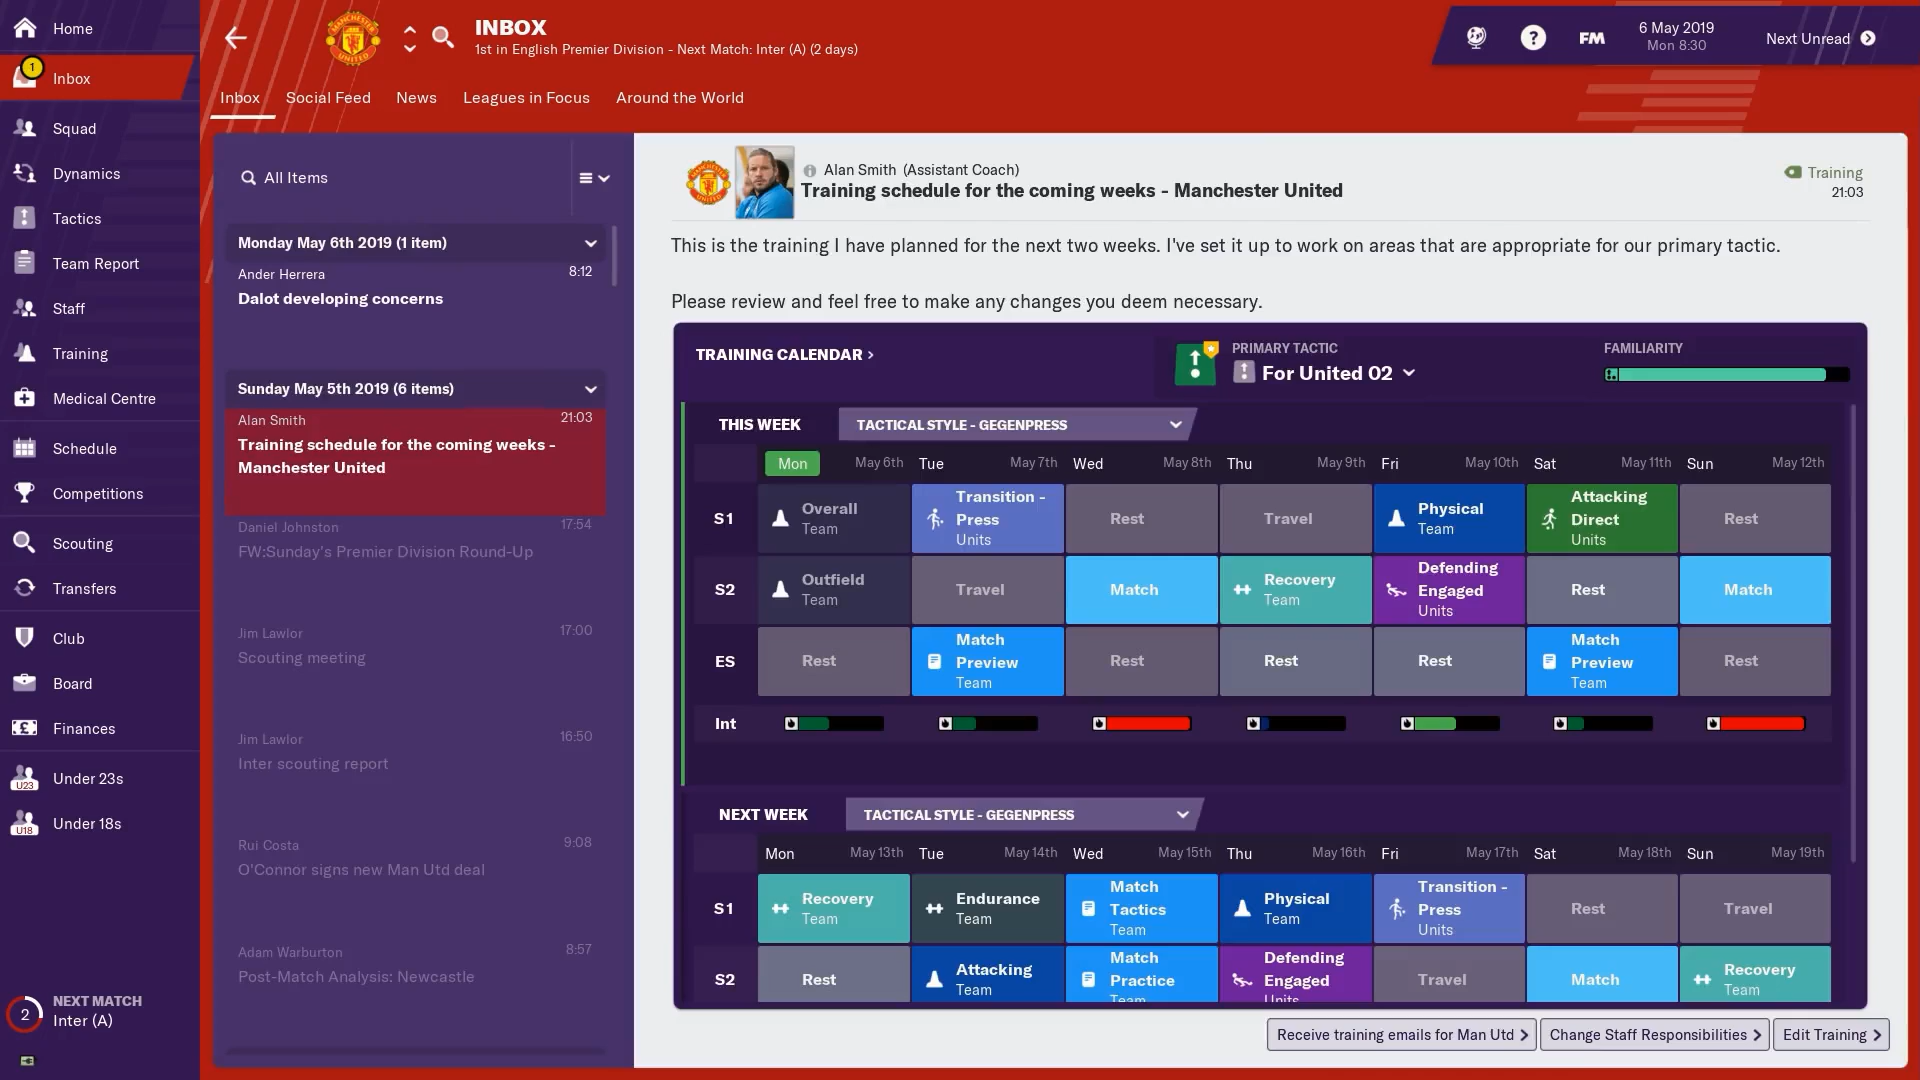 Home
1
Inbox
Squad
Dynamics
Tactics
Team Report
Staff
Training
Medical Centre
Schedule
Competitions
Scouting
Transfers
Club
Board
Finances
U23
Under 23s
U18
Under 18s
NEXT MATCH
2
Inter (A)
INBOX
1st in English Premier Division - Next Match: Inter (A) (2 days)
? FM
6 May 2019
Mon 8:30
Next Unread
Inbox Social Feed News Leagues in Focus Around the World
All Items
Monday May 6th 2019 (1 item)
Ander Herrera 8:12
Dalot developing concerns
Sunday May 5th 2019 (6 items)
Alan Smith 21:03
Training schedule for the coming weeks -
Manchester United
Daniel Johnston 17:54
FW:Sunday's Premier Division Round-Up
Jim Lawlor 17:00
Scouting meeting
Jim Lawlor 16:50
Inter scouting report
Rui Costa 9:08
O'Connor signs new Man Utd deal
Adam Warburton 8:57
Post-Match Analysis: Newcastle
MANCHESTER
UNITED
Alan Smith (Assistant Coach)
Training schedule for the coming weeks - Manchester United
Training
21:03
This is the training I have planned for the next two weeks. I've set it up to work on areas that are appropriate for our primary tactic.
Please review and feel free to make any changes you deem necessary.
TRAINING CALENDAR >
PRIMARY TACTIC
For United 02
FAMILIARITY
THIS WEEK TACTICAL STYLE - GEGENPRESS
Mon May 6th Tue May 7th Wed May 8th Thu May 9th Fri May 10th Sat May 11th Sun May 12th
S1
Overall
Team
Transition -
Press
Units
Rest
Travel
Physical
Team
Attacking
Direct
Units
Rest
S2
Outfield
Team
Travel
Match
Recovery
Team
Defending
Engaged
Units
Rest
Match
ES
Rest
Match
Preview
Team
Rest
Rest
Rest
Match
Preview
Team
Rest
Int
NEXT WEEK TACTICAL STYLE - GEGENPRESS
Mon May 13th Tue May 14th Wed May 15th Thu May 16th Fri May 17th Sat May 18th Sun May 19th
S1
Recovery
Team
Endurance
Team
Match
Tactics
Team
Physical
Team
Transition -
Press
Units
Rest
Travel
S2
Rest
Attacking
Team
Match
Practice
Team
Defending
Engaged
Units
Travel
Match
Recovery
Team
Receive training emails for Man Utd >
Change Staff Responsibilities >
Edit Training >